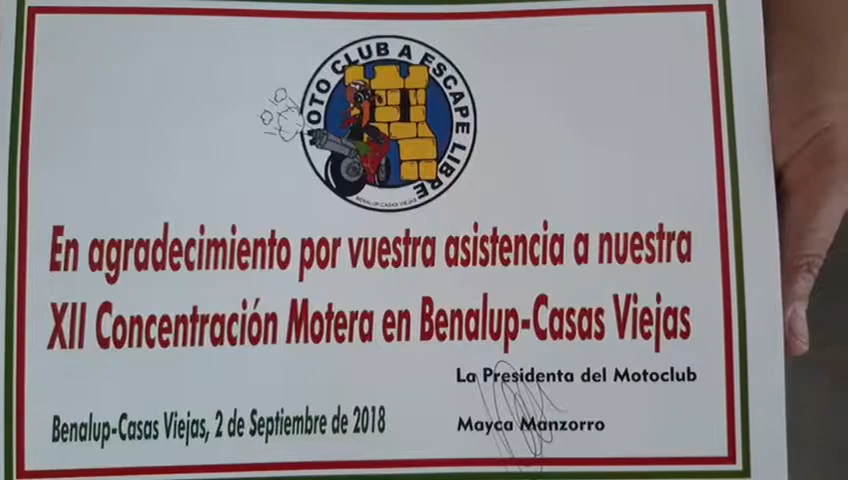 MOTO CLUB A ESCAPE LIBRE
BENALUP-CASAS VIEJAS
En agradecimiento por vuestra asistencia a nuestra
XII Concentración Motera en Benalup-Casas Viejas
La Presidenta del Motoclub
Benalup-Casas Viejas, 2 de Septiembre de 2018
Mayca Manzorro